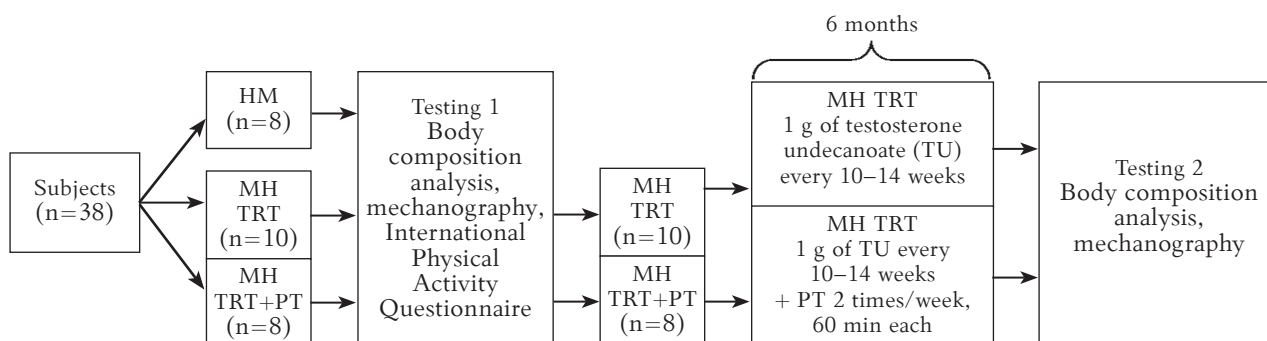 6 months
Subjects
(n=38)
HM
(n=8)
MH
TRT
(n=10)
MH
TRT+PT
(n=8)
Testing 1
Body
composition
analysis,
mechanography,
International
Physical
Activity
Questionnaire
MH
TRT
(n=10)
MH
TRT+PT
(n=8)
MH TRT
1 g of testosterone
undecanoate (TU)
every 10–14 weeks
MH TRT
1 g of TU every
10–14 weeks
+ PT 2 times/week,
60 min each
Testing 2
Body composition
analysis,
mechanography